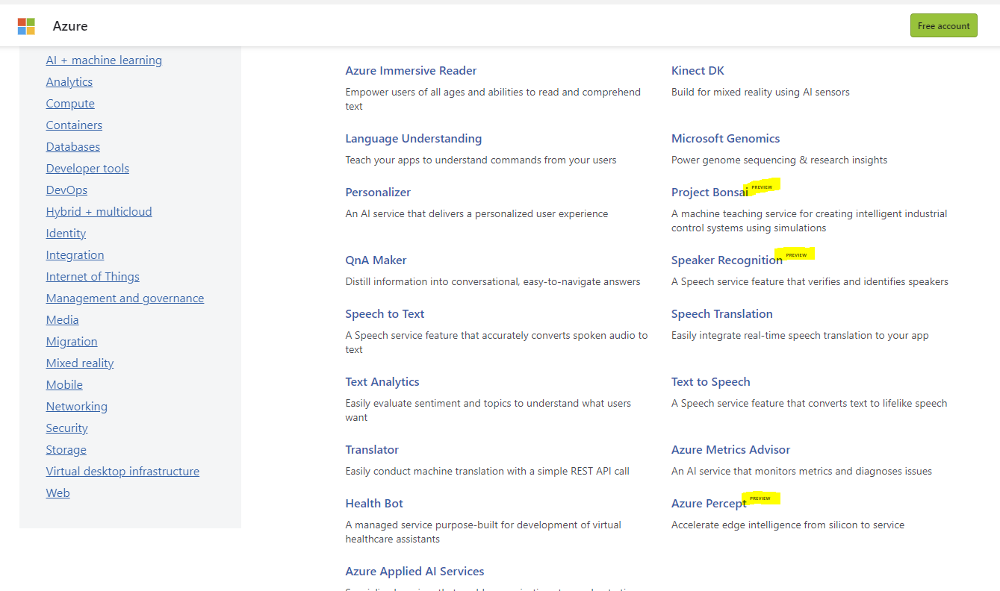 Azure
Free account
AI + machine learning
Analytics
Compute
Containers
Databases
Developer tools
DevOps
Hybrid + multicloud
Identity
Integration
Internet of Things
Management and governance
Media
Migration
Mixed reality
Mobile
Networking
Security
Storage
Virtual desktop infrastructure
Web
Azure Immersive Reader
Empower users of all ages and abilities to read and comprehend
text
Kinect DK
Build for mixed reality using AI sensors
Language Understanding
Teach your apps to understand commands from your users
Microsoft Genomics
Power genome sequencing & research insights
Personalizer
An AI service that delivers a personalized user experience
Project Bonsai PREVIEW
A machine teaching service for creating intelligent industrial
control systems using simulations
QnA Maker
Distill information into conversational, easy-to-navigate answers
Speaker Recognition PREVIEW
A Speech service feature that verifies and identifies speakers
Speech to Text
A Speech service feature that accurately converts spoken audio to
text
Speech Translation
Easily integrate real-time speech translation to your app
Text Analytics
Easily evaluate sentiment and topics to understand what users
want
Text to Speech
A Speech service feature that converts text to lifelike speech
Translator
Easily conduct machine translation with a simple REST API call
Azure Metrics Advisor
An AI service that monitors metrics and diagnoses issues
Health Bot
A managed service purpose-built for development of virtual
healthcare assistants
Azure Percept PREVIEW
Accelerate edge intelligence from silicon to service
Azure Applied AI Services